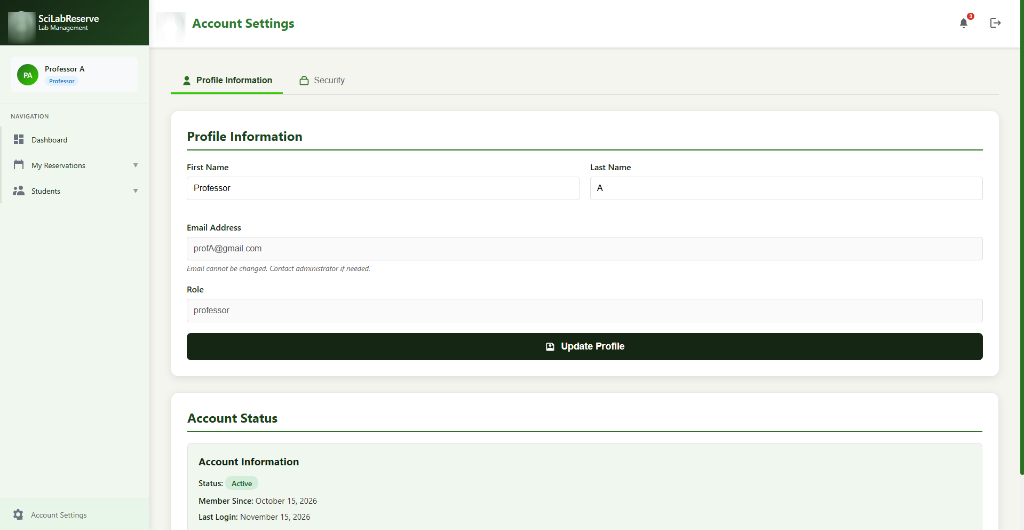 SciLabReserve
Lab Management
Account Settings
3
PA
Professor A
Professor
NAVIGATION
Dashboard
My Reservations
Students
Account Settings
Profile Information
Security
Profile Information
First Name
Last Name
Professor
A
Email Address
profA@gmail.com
Email cannot be changed. Contact administrator if needed.
Role
professor
Update Profile
Account Status
Account Information
Status: Active
Member Since: October 15, 2026
Last Login: November 15, 2026